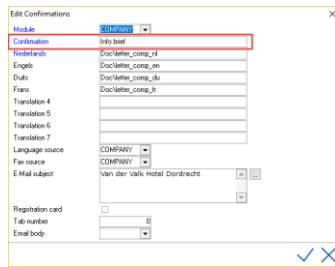 Edit Confirmations
Module COMPANY
Confirmation Info brief
Nederlands Doc\letter_comp_nl
Engels Doc\letter_comp_en
Duits Doc\letter_comp_du
Frans Doc\letter_comp_fr
Translation 4
Translation 5
Translation 6
Translation 7
Language source COMPANY
Fax source COMPANY
E-Mail subject Van der Valk Hotel Dordrecht ...
Registration card
Tab number 0
Email body